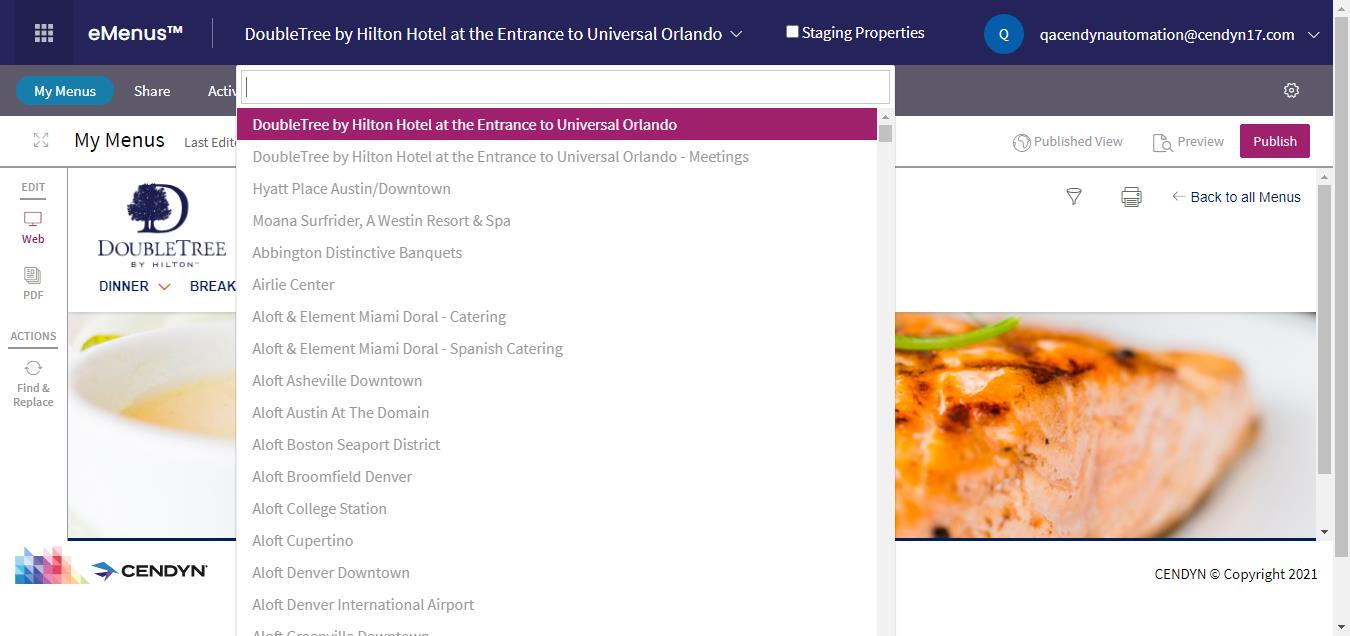 eMenus™
DoubleTree by Hilton Hotel at the Entrance to Universal Orlando
Staging Properties
Q
qacendynautomation@cendyn17.com
My Menus
Share
Activ
My Menus
Last Edite
Published View
Preview
Publish
EDIT
Web
PDF
ACTIONS
Find &
Replace
DOUBLETREE
BY HILTON™
DINNER
BREAK
Back to all Menus
DoubleTree by Hilton Hotel at the Entrance to Universal Orlando
DoubleTree by Hilton Hotel at the Entrance to Universal Orlando - Meetings
Hyatt Place Austin/Downtown
Moana Surfrider, A Westin Resort & Spa
Abbington Distinctive Banquets
Airlie Center
Aloft & Element Miami Doral - Catering
Aloft & Element Miami Doral - Spanish Catering
Aloft Asheville Downtown
Aloft Austin At The Domain
Aloft Boston Seaport District
Aloft Broomfield Denver
Aloft College Station
Aloft Cupertino
Aloft Denver Downtown
Aloft Denver International Airport
Aloft Greenville Downtown
CENDYN
CENDYN © Copyright 2021